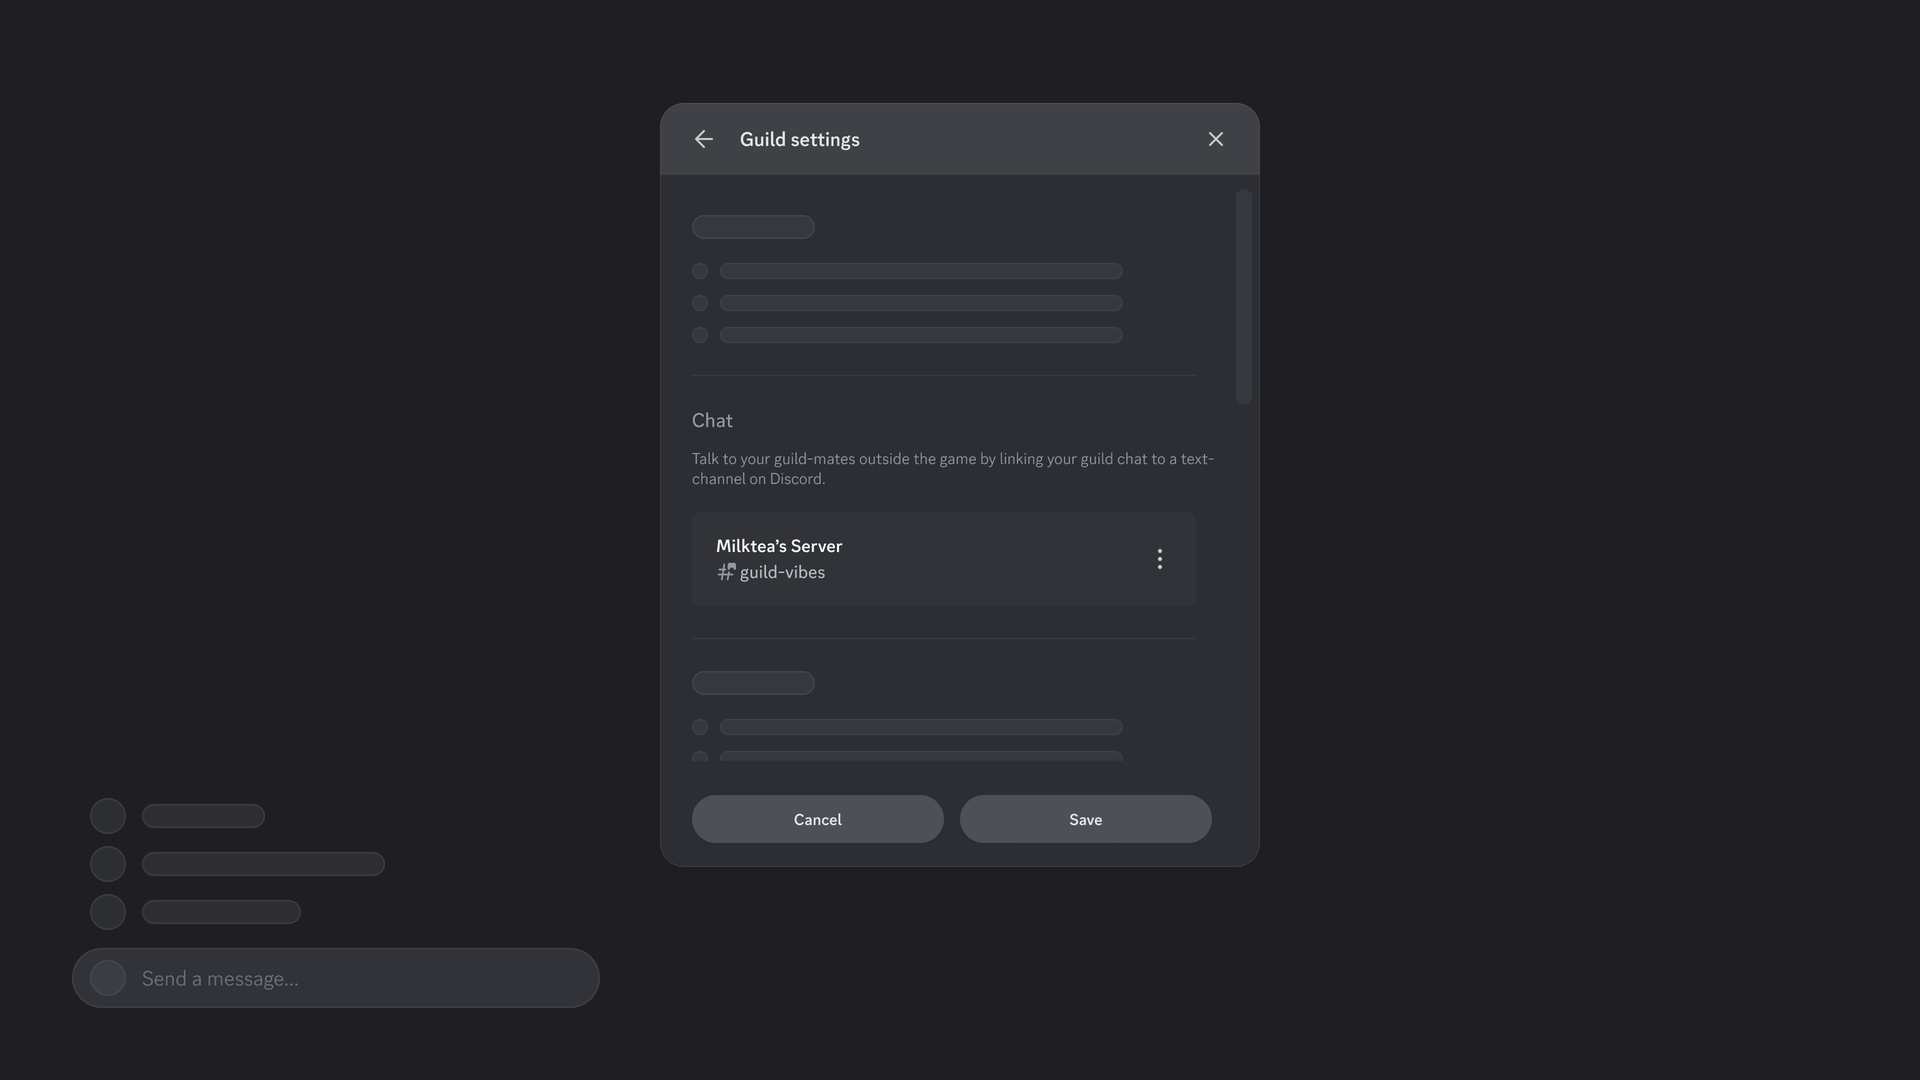 Guild settings
Chat
Talk to your guild-mates outside the game by linking your guild chat to a text-
channel on Discord.
Milktea’s Server
guild-vibes
Cancel
Save
Send a message...